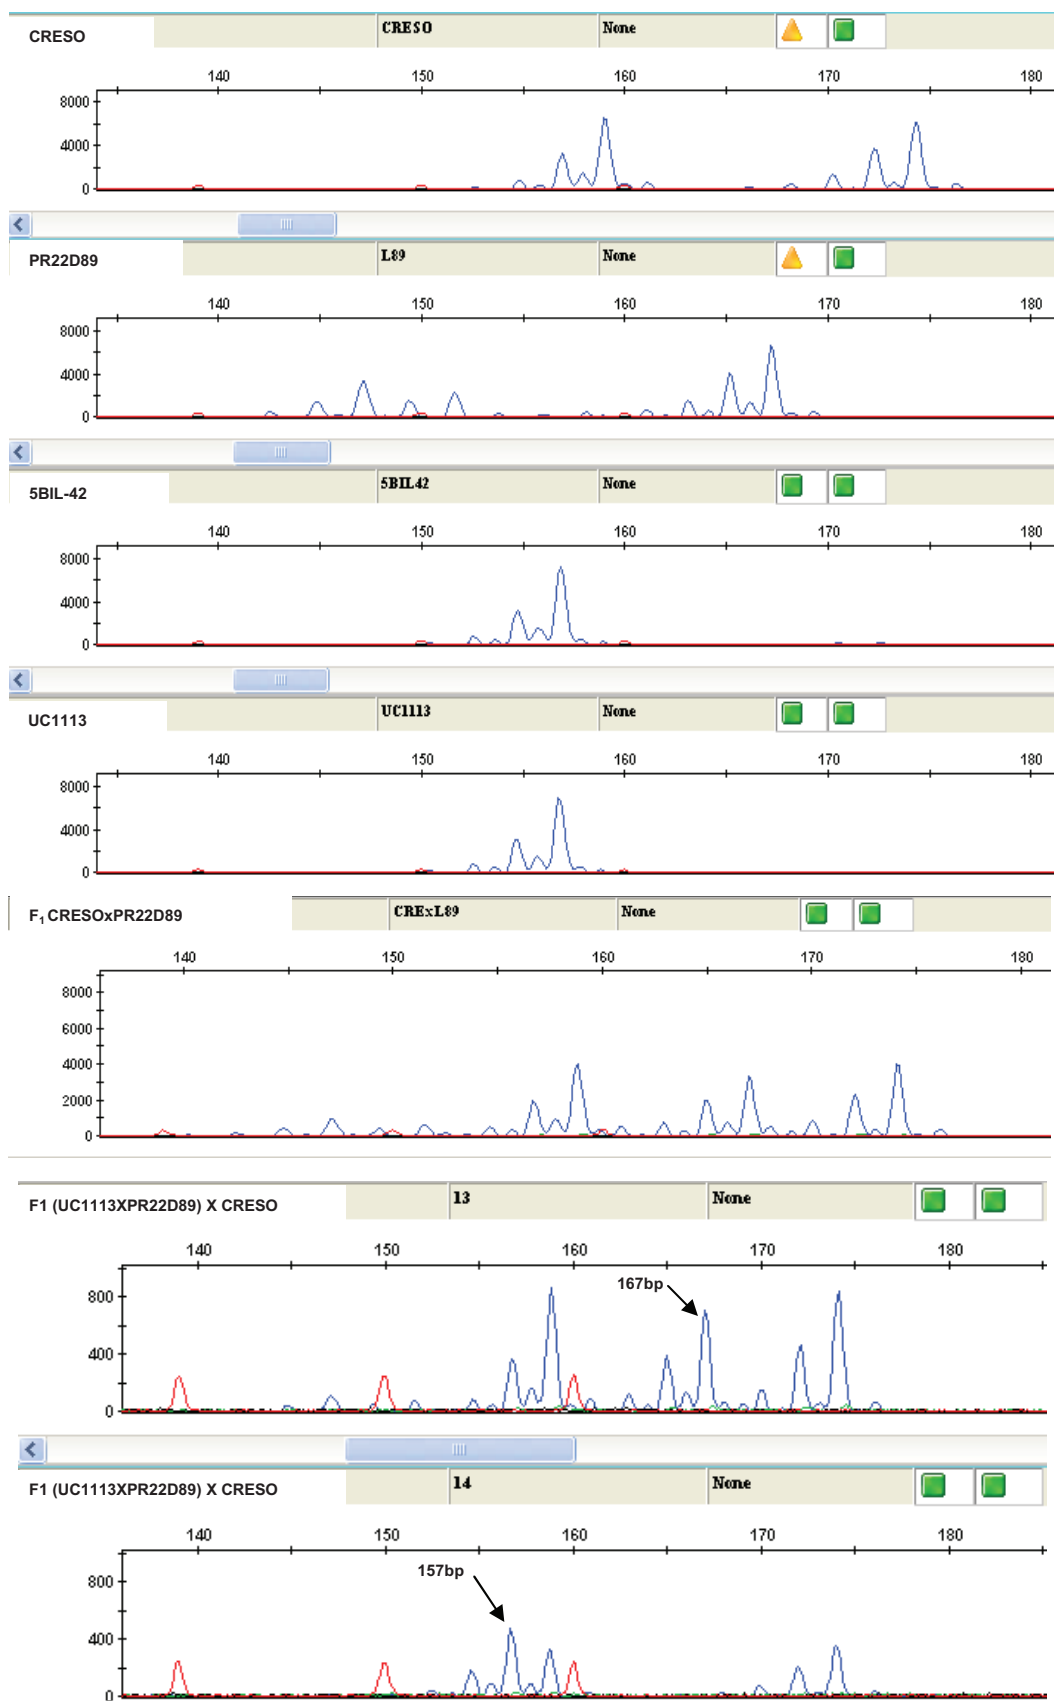 CRESO CRESO None
140 150 160 170 180
8000
4000
0
PR22D89 L89 None
140 150 160 170 180
8000
4000
0
5BIL-42 5BIL42 None
140 150 160 170 180
8000
4000
0
UC1113 UC1113 None
140 150 160 170 180
8000
4000
0
F1 CRESOxPR22D89 CRExL89 None
140 150 160 170 180
8000
6000
4000
2000
0
F1 (UC1113XPR22D89) X CRESO 13 None
140 150 160 170 180
167bp
800
400
0
F1 (UC1113XPR22D89) X CRESO 14 None
140 150 160 170 180
157bp
800
400
0